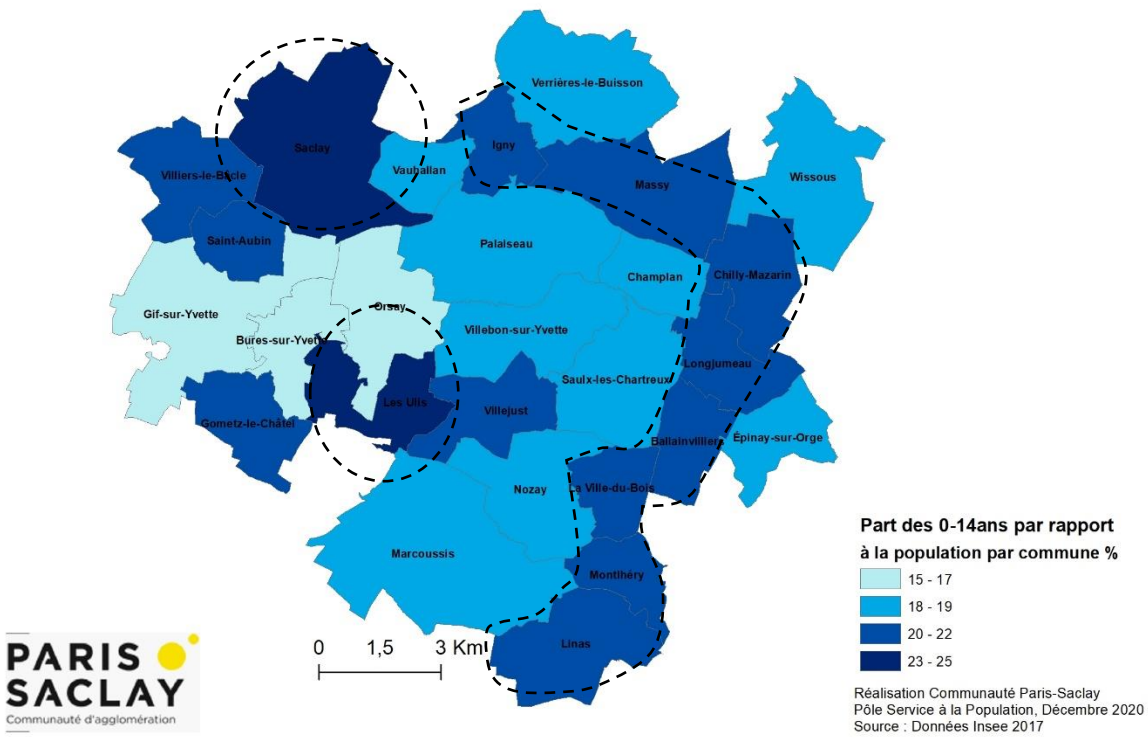 Verrières-le-Buisson
Saclay
Igny
Vauhallan
Villiers-le-Bâcle
Massy
Wissous
Saint-Aubin
Palaiseau
Champlan
Chilly-Mazarin
Gif-sur-Yvette
Orsay
Bures-sur-Yvette
Villebon-sur-Yvette
Longjumeau
Saulx-les-Chartreux
Les Ulis
Villejust
Gometz-le-Châtel
Ballainvilliers
Épinay-sur-Orge
Nozay
La Ville-du-Bois
Marcoussis
Montlhéry
Linas
0 1,5 3 Km
PARIS
SACLAY
Communauté d'agglomération
Part des 0-14ans par rapport
à la population par commune %
15 - 17
18 - 19
20 - 22
23 - 25
Réalisation Communauté Paris-Saclay
Pôle Service à la Population, Décembre 2020
Source : Données Insee 2017